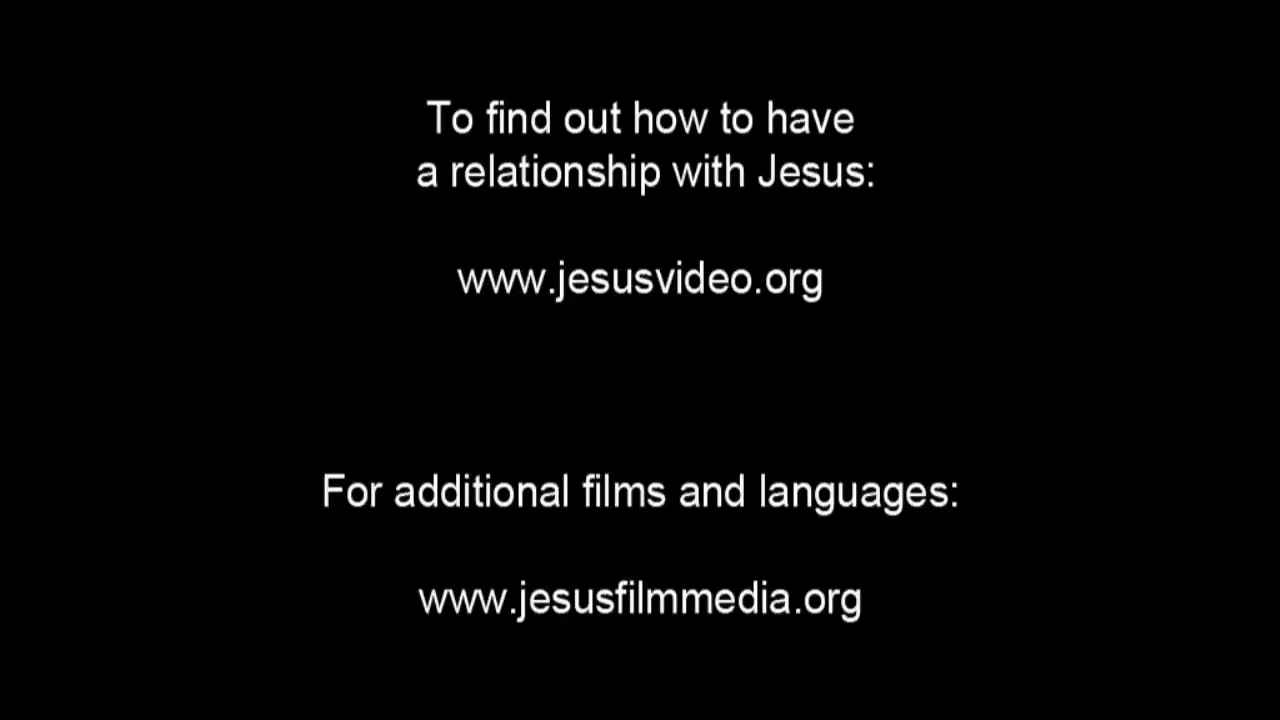 To find out how to have
a relationship with Jesus:
www.jesusvideo.org
For additional films and languages:
www.jesusfilmmedia.org